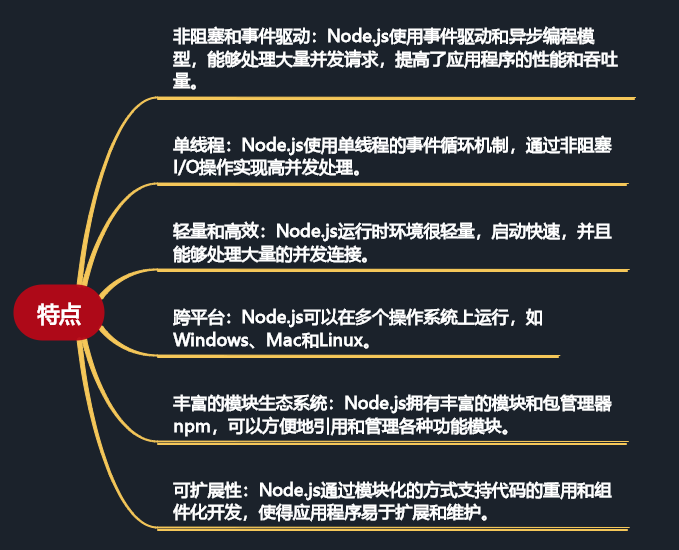 非阻塞和事件驱动：Node.js使用事件驱动和异步编程模
型，能够处理大量并发请求，提高了应用程序的性能和吞吐
量。
单线程：Node.js使用单线程的事件循环机制，通过非阻塞
I/O操作实现高并发处理。
轻量和高效：Node.js运行时环境很轻量，启动快速，并且
能够处理大量的并发连接。
特点
跨平台：Node.js可以在多个操作系统上运行，如
Windows、Mac和Linux。
丰富的模块生态系统：Node.js拥有丰富的模块和包管理器
npm，可以方便地引用和管理各种功能模块。
可扩展性：Node.js通过模块化的方式支持代码的重用和组
件化开发，使得应用程序易于扩展和维护。